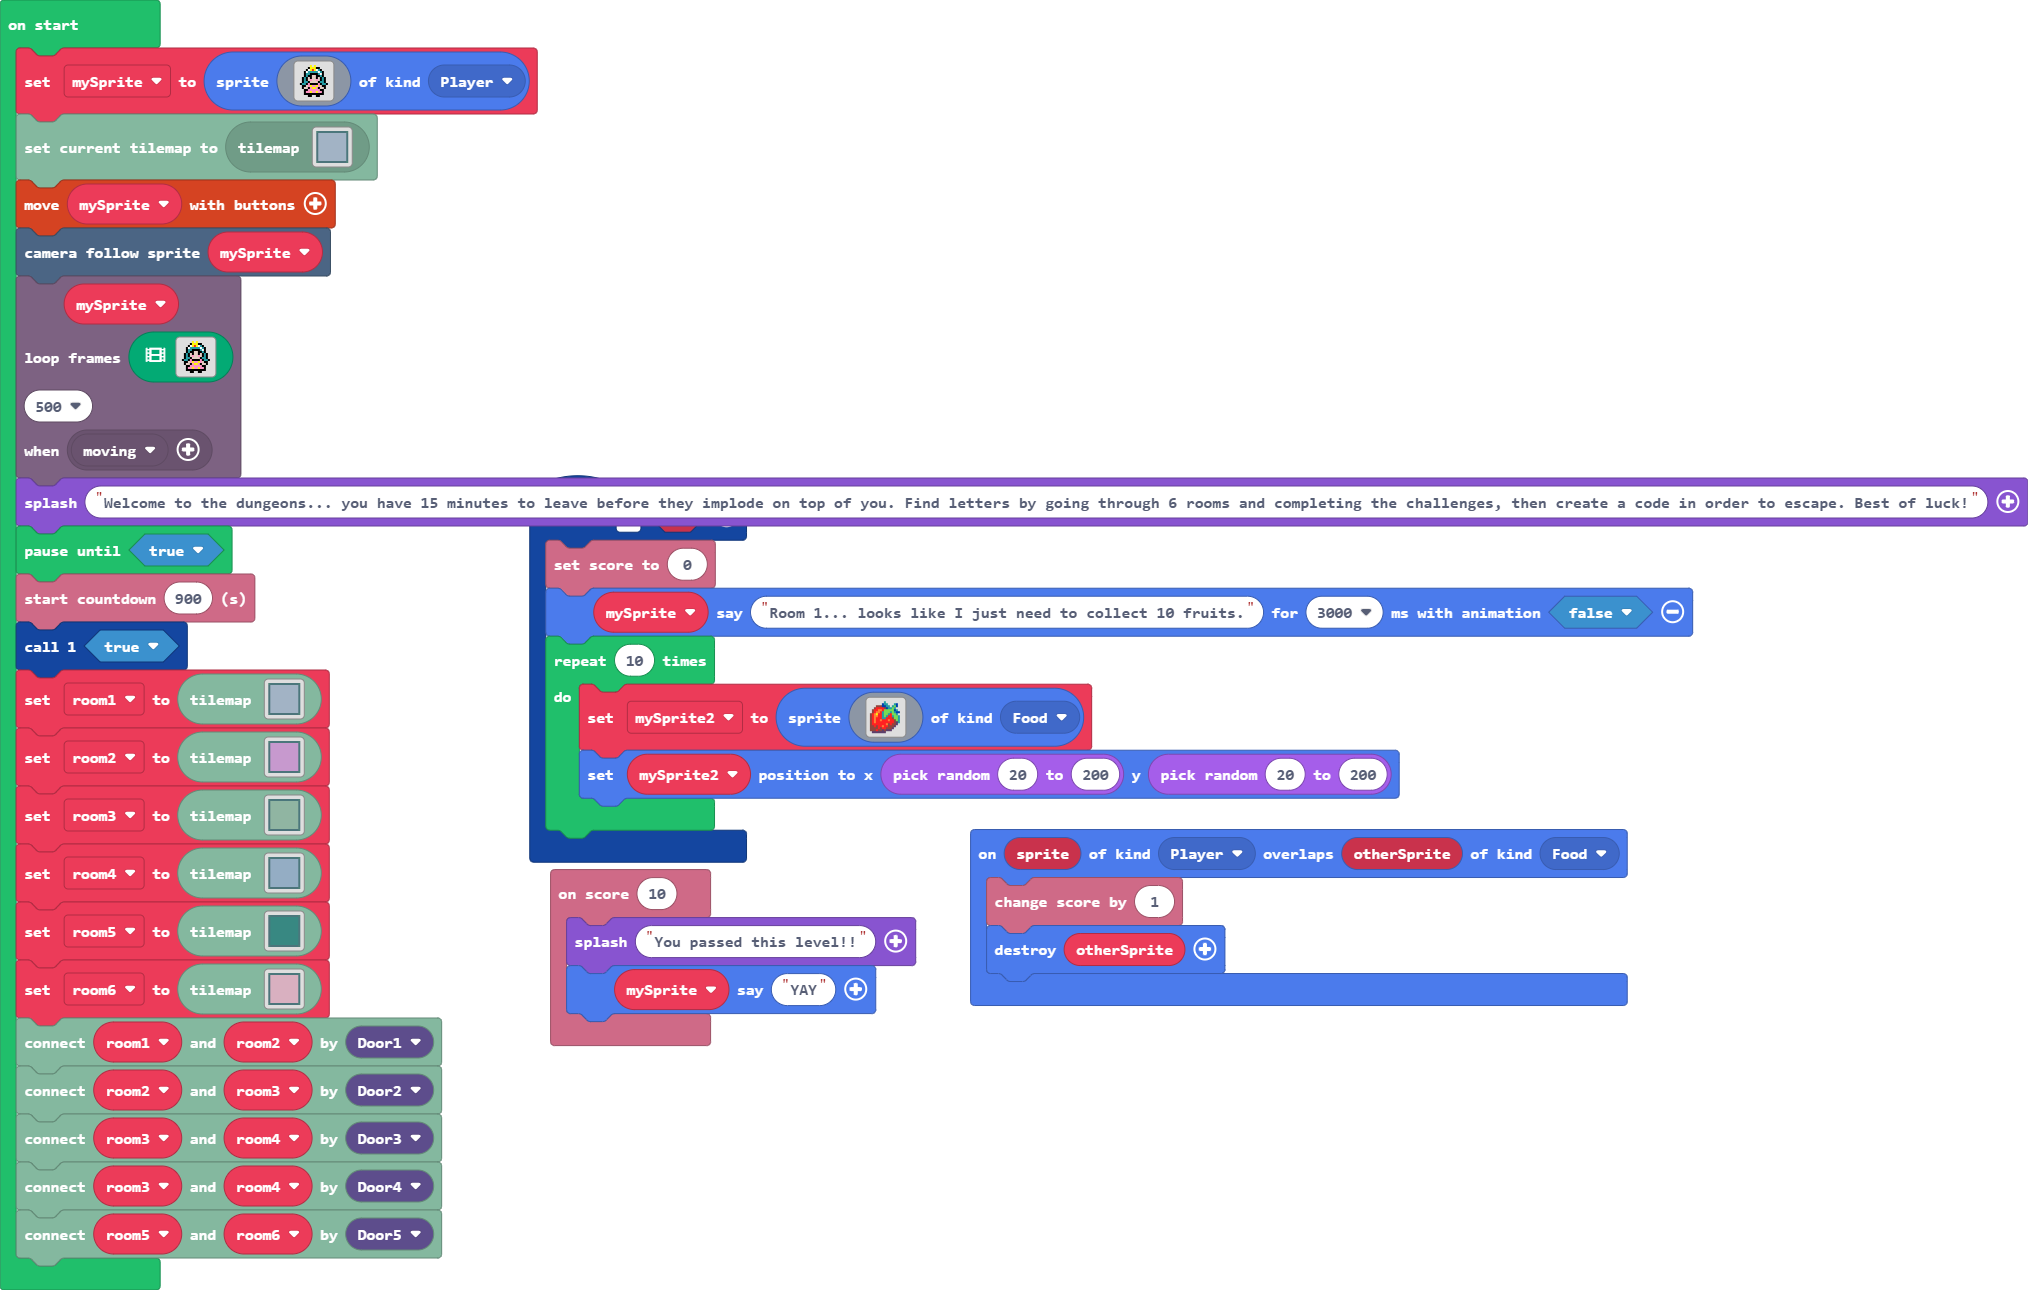 on start
set mySprite to sprite of kind Player
set current tilemap to tilemap
move mySprite with buttons
camera follow sprite mySprite
mySprite
loop frames
500
when moving
splash "Welcome to the dungeons... you have 15 minutes to leave before they implode on top of you. Find letters by going through 6 rooms and completing the challenges, then create a code in order to escape. Best of luck!"
pause until true
start countdown 900 (s)
call 1 true
set room1 to tilemap
set room2 to tilemap
set room3 to tilemap
set room4 to tilemap
set room5 to tilemap
set room6 to tilemap
connect room1 and room2 by Door1
connect room2 and room3 by Door2
connect room3 and room4 by Door3
connect room3 and room4 by Door4
connect room5 and room6 by Door5
set score to 0
mySprite say "Room 1... looks like I just need to collect 10 fruits." for 3000 ms with animation false
repeat 10 times
do
set mySprite2 to sprite of kind Food
set mySprite2 position to x pick random 20 to 200 y pick random 20 to 200
on score 10
splash "You passed this level!!"
mySprite say "YAY"
on sprite of kind Player overlaps otherSprite of kind Food
change score by 1
destroy otherSprite